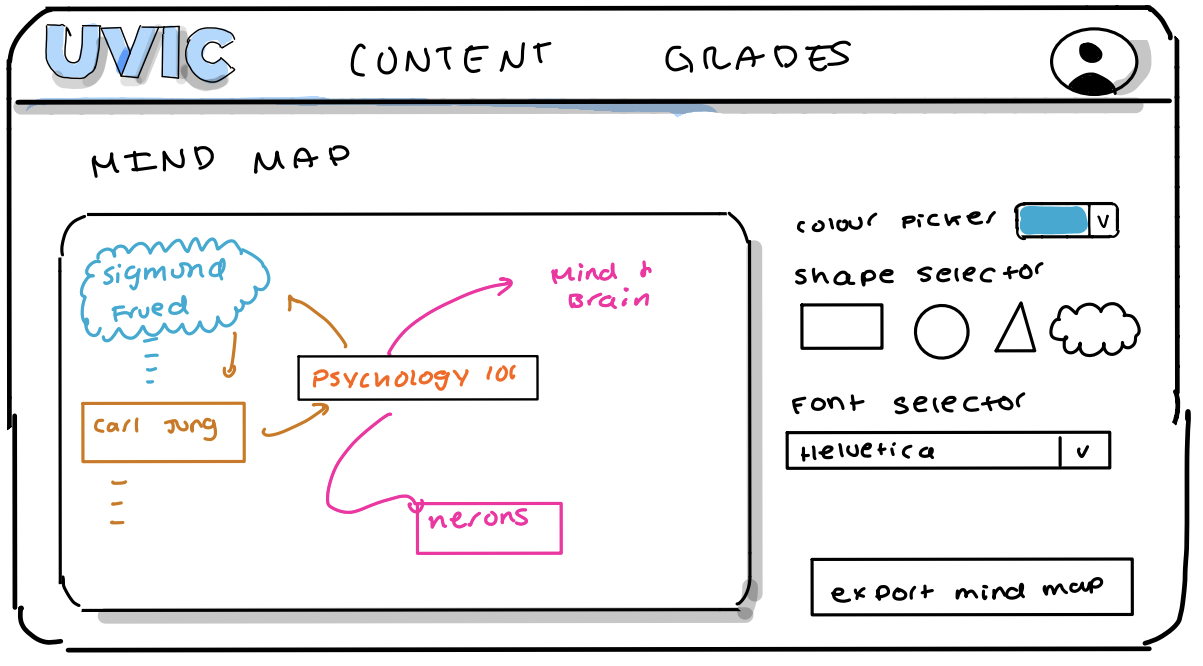 UVIC CONTENT GRADES
MIND MAP
Sigmund
Frued
Mind +
Brain
Psychology 101
Carl Jung
nerons
colour picker v
shape selector
Font selector
Helvetica v
export mind map